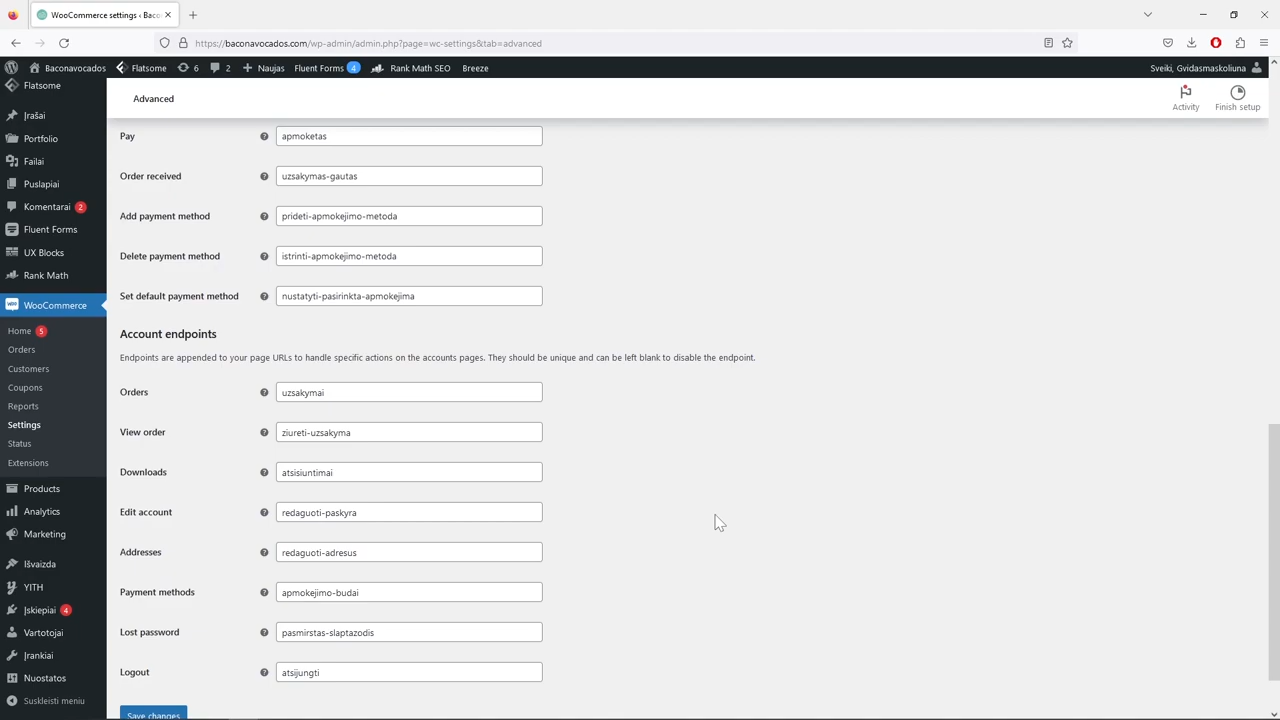 WooCommerce settings ‹ Baco
https://baconavocados.com/wp-admin/admin.php?page=wc-settings&tab=advanced
Baconavocados
Flatsome
6
2
Naujas
Fluent Forms
4
Rank Math SEO
Breeze
Sveiki, Gvidasmaskoliuna
Flatsome
Įrašai
Portfolio
Failai
Puslapiai
Komentarai 2
Fluent Forms
UX Blocks
Rank Math
WooCommerce
Home 5
Orders
Customers
Coupons
Reports
Settings
Status
Extensions
Products
Analytics
Marketing
Išvaizda
YITH
Įskiepiai 4
Vartotojai
Įrankiai
Nuostatos
Suskleisti meniu
Advanced
Activity
Finish setup
Pay
apmoketas
Order received
uzsakymas-gautas
Add payment method
prideti-apmokejimo-metoda
Delete payment method
istrinti-apmokejimo-metoda
Set default payment method
nustatyti-pasirinkta-apmokejima
Account endpoints
Endpoints are appended to your page URLs to handle specific actions on the accounts pages. They should be unique and can be left blank to disable the endpoint.
Orders
uzsakymai
View order
ziureti-uzsakyma
Downloads
atsisiuntimai
Edit account
redaguoti-paskyra
Addresses
redaguoti-adresus
Payment methods
apmokejimo-budai
Lost password
pasmirstas-slaptazodis
Logout
atsijungti
Save changes